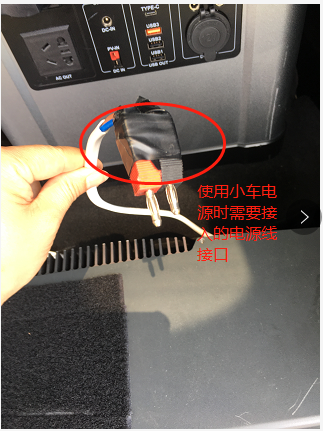 TYPE-C
DC-IN
USB3
PV-IN
USB2
USB1
AC OUT
DC IN
USB OUT
使用小车电
源时需要接
入的电源线
接口